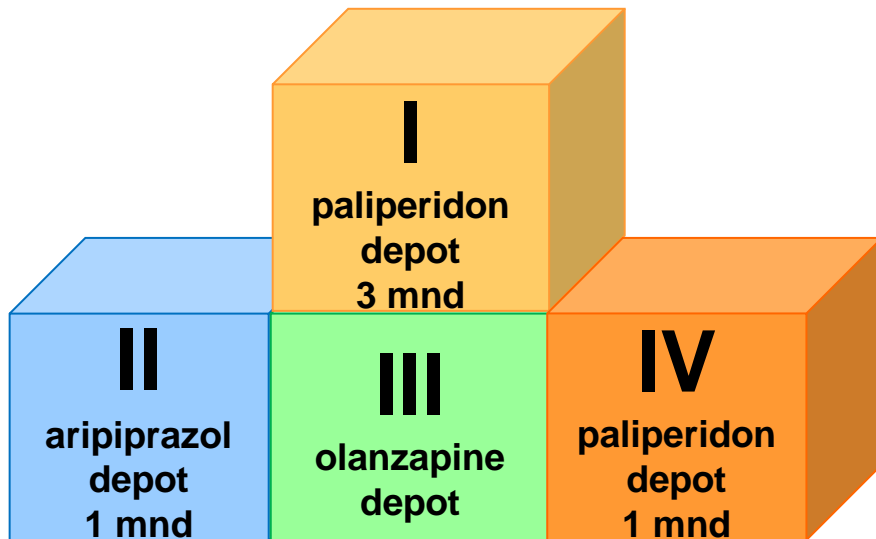 I
paliperidon
depot
3 mnd
II
aripiprazol
depot
1 mnd
III
olanzapine
depot
IV
paliperidon
depot
1 mnd